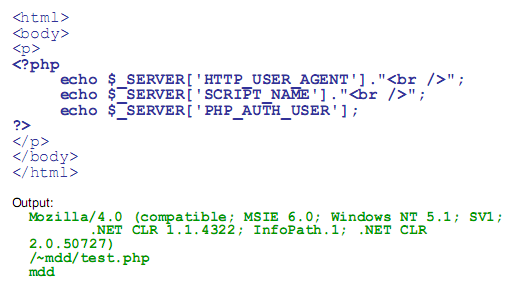 <html>
<body>
<p>
<?php
echo $_SERVER['HTTP_USER_AGENT']."<br />";
echo $_SERVER['SCRIPT_NAME']."<br />";
echo $_SERVER['PHP_AUTH_USER'];
?>
</p>
</body>
</html>
Output:
Mozilla/4.0 (compatible; MSIE 6.0; Windows NT 5.1; SV1;
.NET CLR 1.1.4322; InfoPath.1; .NET CLR
2.0.50727)
/~mdd/test.php
mdd